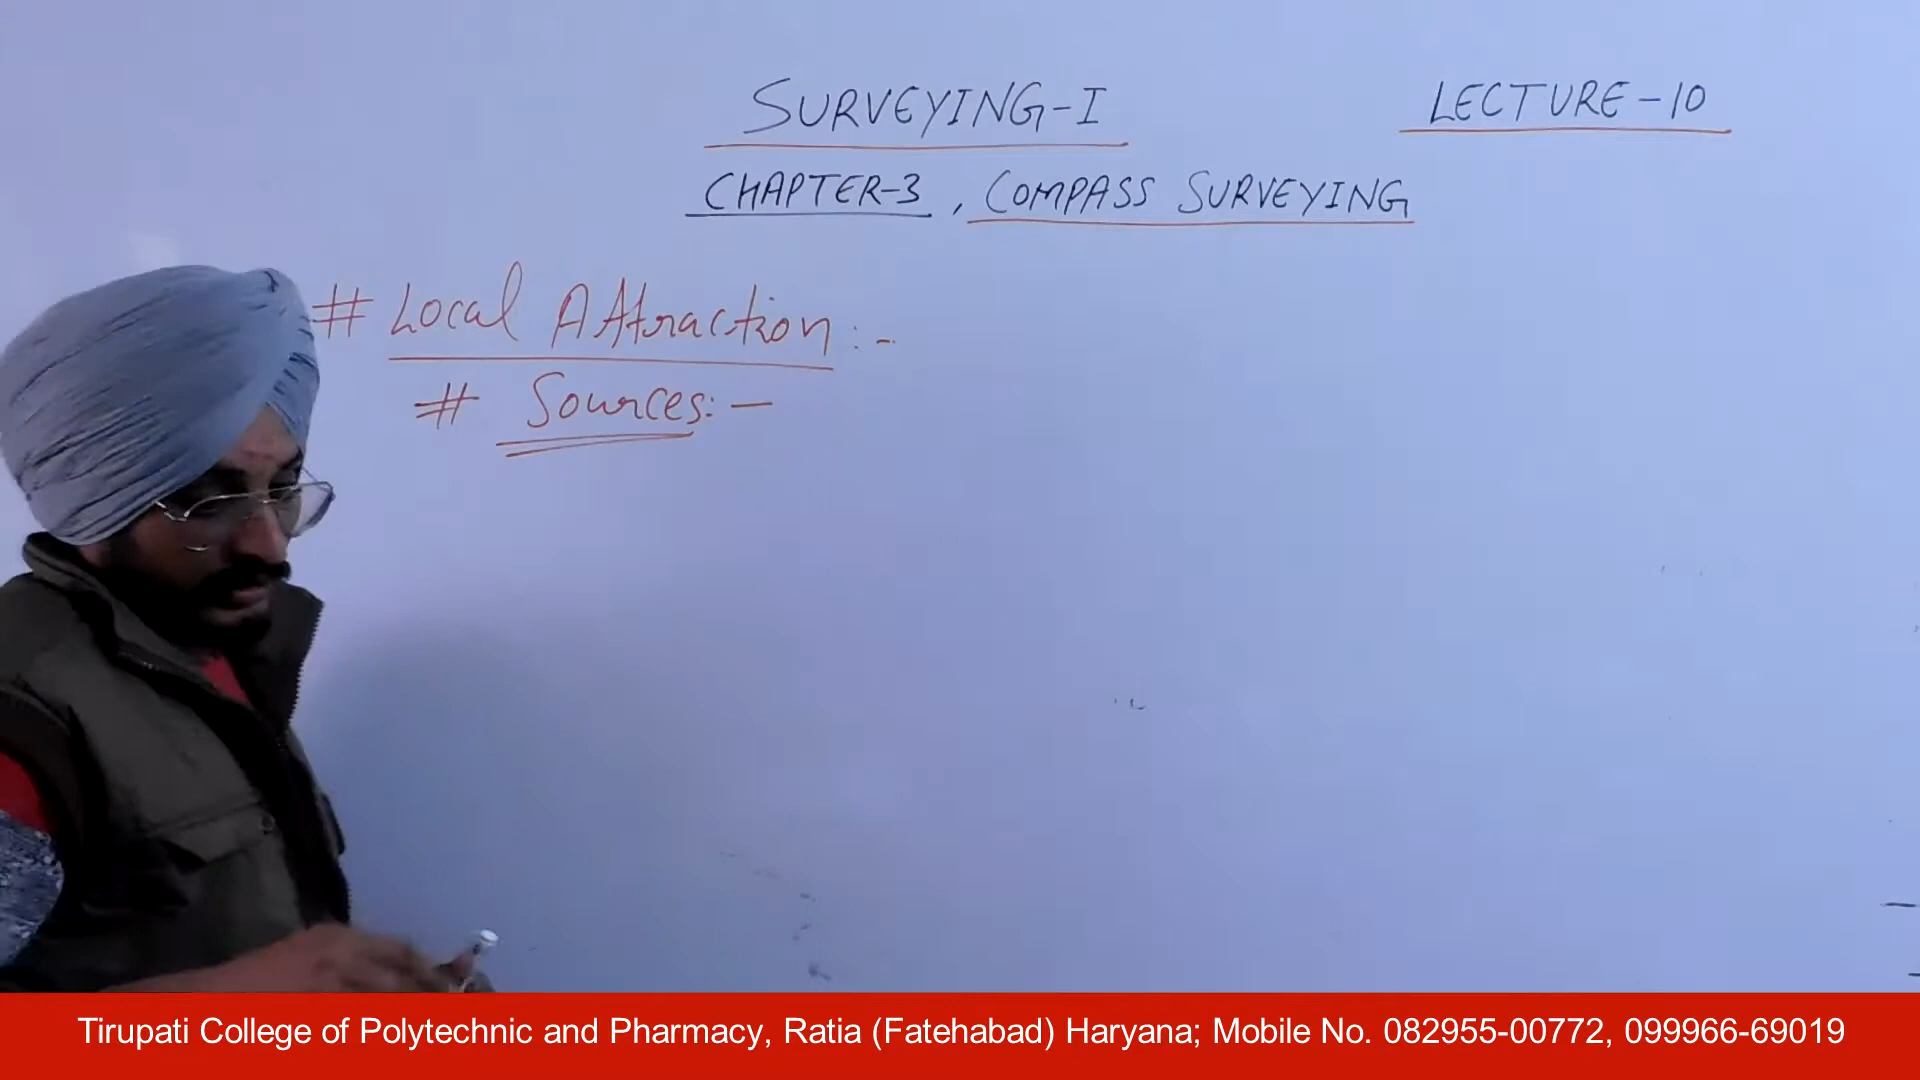 SURVEYING-I
LECTURE-10
CHAPTER-3, COMPASS SURVEYING
# Local Attraction:-
# Sources:-
Tirupati College of Polytechnic and Pharmacy, Ratia (Fatehabad) Haryana; Mobile No. 082955-00772, 099966-69019